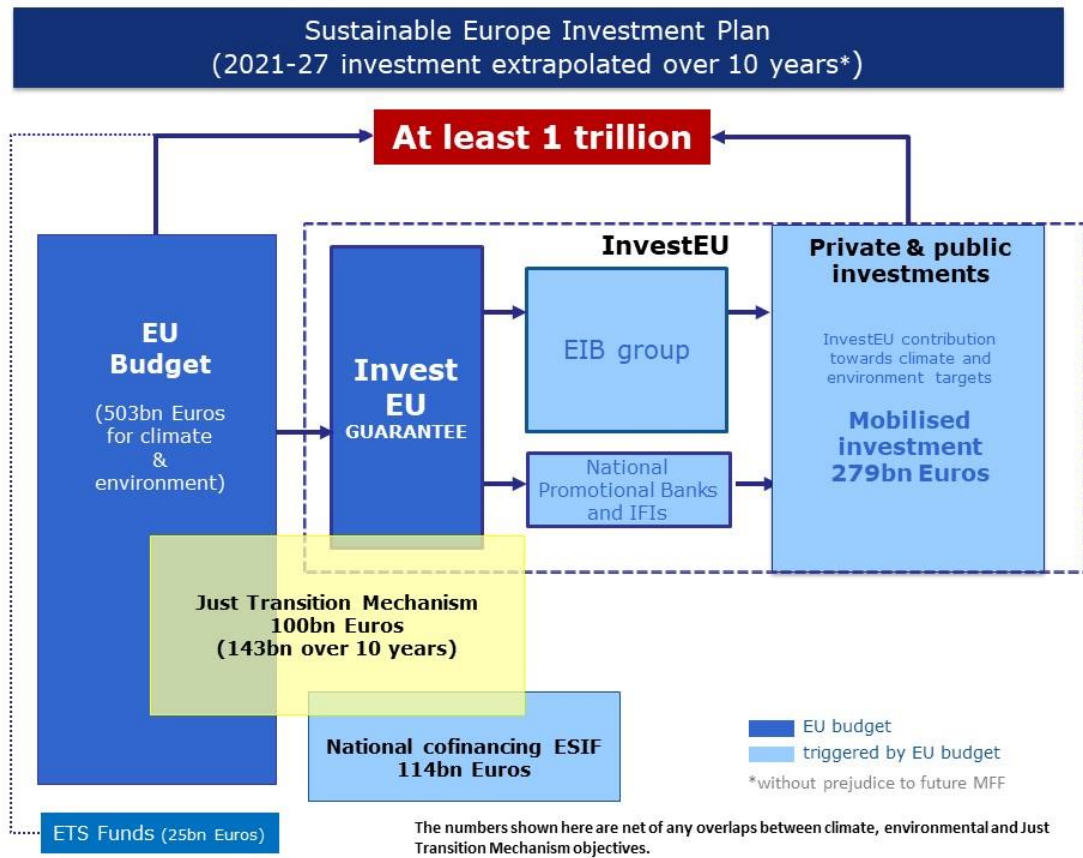 Sustainable Europe Investment Plan
(2021-27 investment extrapolated over 10 years*)
At least 1 trillion
EU
Budget
(503bn Euros
for climate
&
environment)
Invest
EU
GUARANTEE
InvestEU
EIB group
National
Promotional Banks
and IFIs
Private & public
investments
InvestEU contribution
towards climate and
environment targets
Mobilised
investment
279bn Euros
Just Transition Mechanism
100bn Euros
(143bn over 10 years)
National cofinancing ESIF
114bn Euros
EU budget
triggered by EU budget
*without prejudice to future MFF
ETS Funds (25bn Euros)
The numbers shown here are net of any overlaps between climate, environmental and Just
Transition Mechanism objectives.